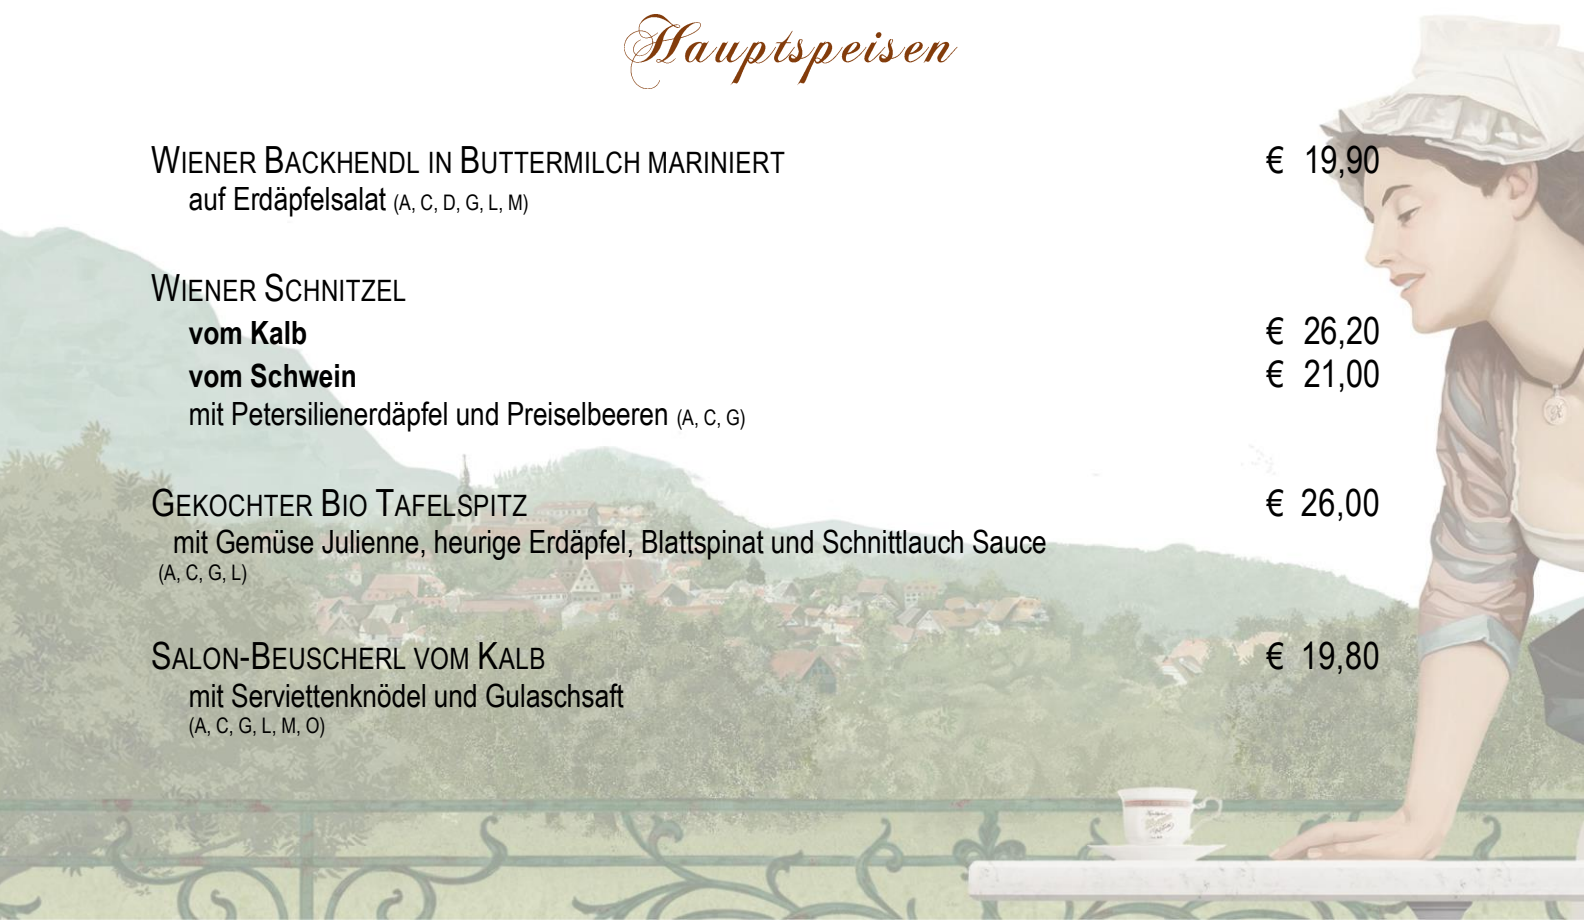 Hauptspeisen
WIENER BACKHENDL IN BUTTERMILCH MARINIERT € 19,90
auf Erdäpfelsalat (A, C, D, G, L, M)
WIENER SCHNITZEL
vom Kalb € 26,20
vom Schwein € 21,00
mit Petersilienerdäpfel und Preiselbeeren (A, C, G)
GEKOCHTER BIO TAFELSPITZ € 26,00
mit Gemüse Julienne, heurige Erdäpfel, Blattspinat und Schnittlauch Sauce
(A, C, G, L)
SALON-BEUSCHERL VOM KALB € 19,80
mit Serviettenknödel und Gulaschsaft
(A, C, G, L, M, O)